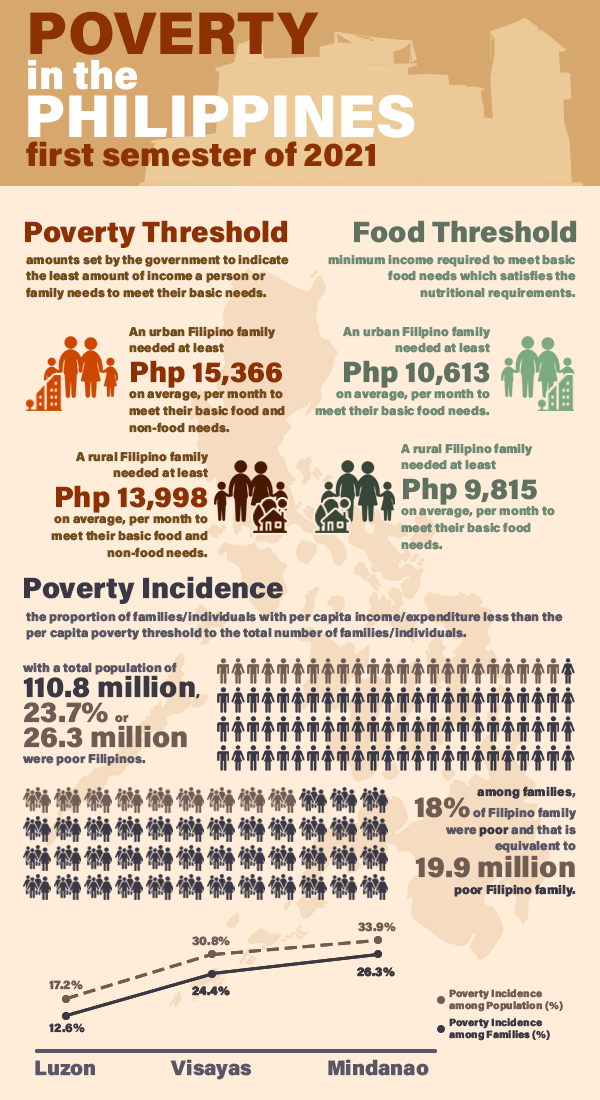 POVERTY
in the
PHILIPPINES
first semester of 2021
Poverty Threshold
amounts set by the government to indicate
the least amount of income a person or
family needs to meet their basic needs.
Food Threshold
minimum income required to meet basic
food needs which satisfies the
nutritional requirements.
An urban Filipino family
needed at least
Php 15,366
on average, per month to
meet their basic food and
non-food needs.
An urban Filipino family
needed at least
Php 10,613
on average, per month to
meet their basic food needs.
A rural Filipino family
needed at least
Php 13,998
on average, per month to
meet their basic food and
non-food needs.
A rural Filipino family
needed at least
Php 9,815
on average, per month to
meet their basic food
needs.
Poverty Incidence
the proportion of families/individuals with per capita income/expenditure less than the
per capita poverty threshold to the total number of families/individuals.
with a total population of
110.8 million,
23.7% or
26.3 million
were poor Filipinos.
among families,
18% of Filipino family
were poor and that is
equivalent to
19.9 million
poor Filipino family.
33.9%
30.8%
26.3%
24.4%
17.2%
12.6%
Poverty Incidence
among Population (%)
Poverty Incidence
among Families (%)
Luzon Visayas Mindanao